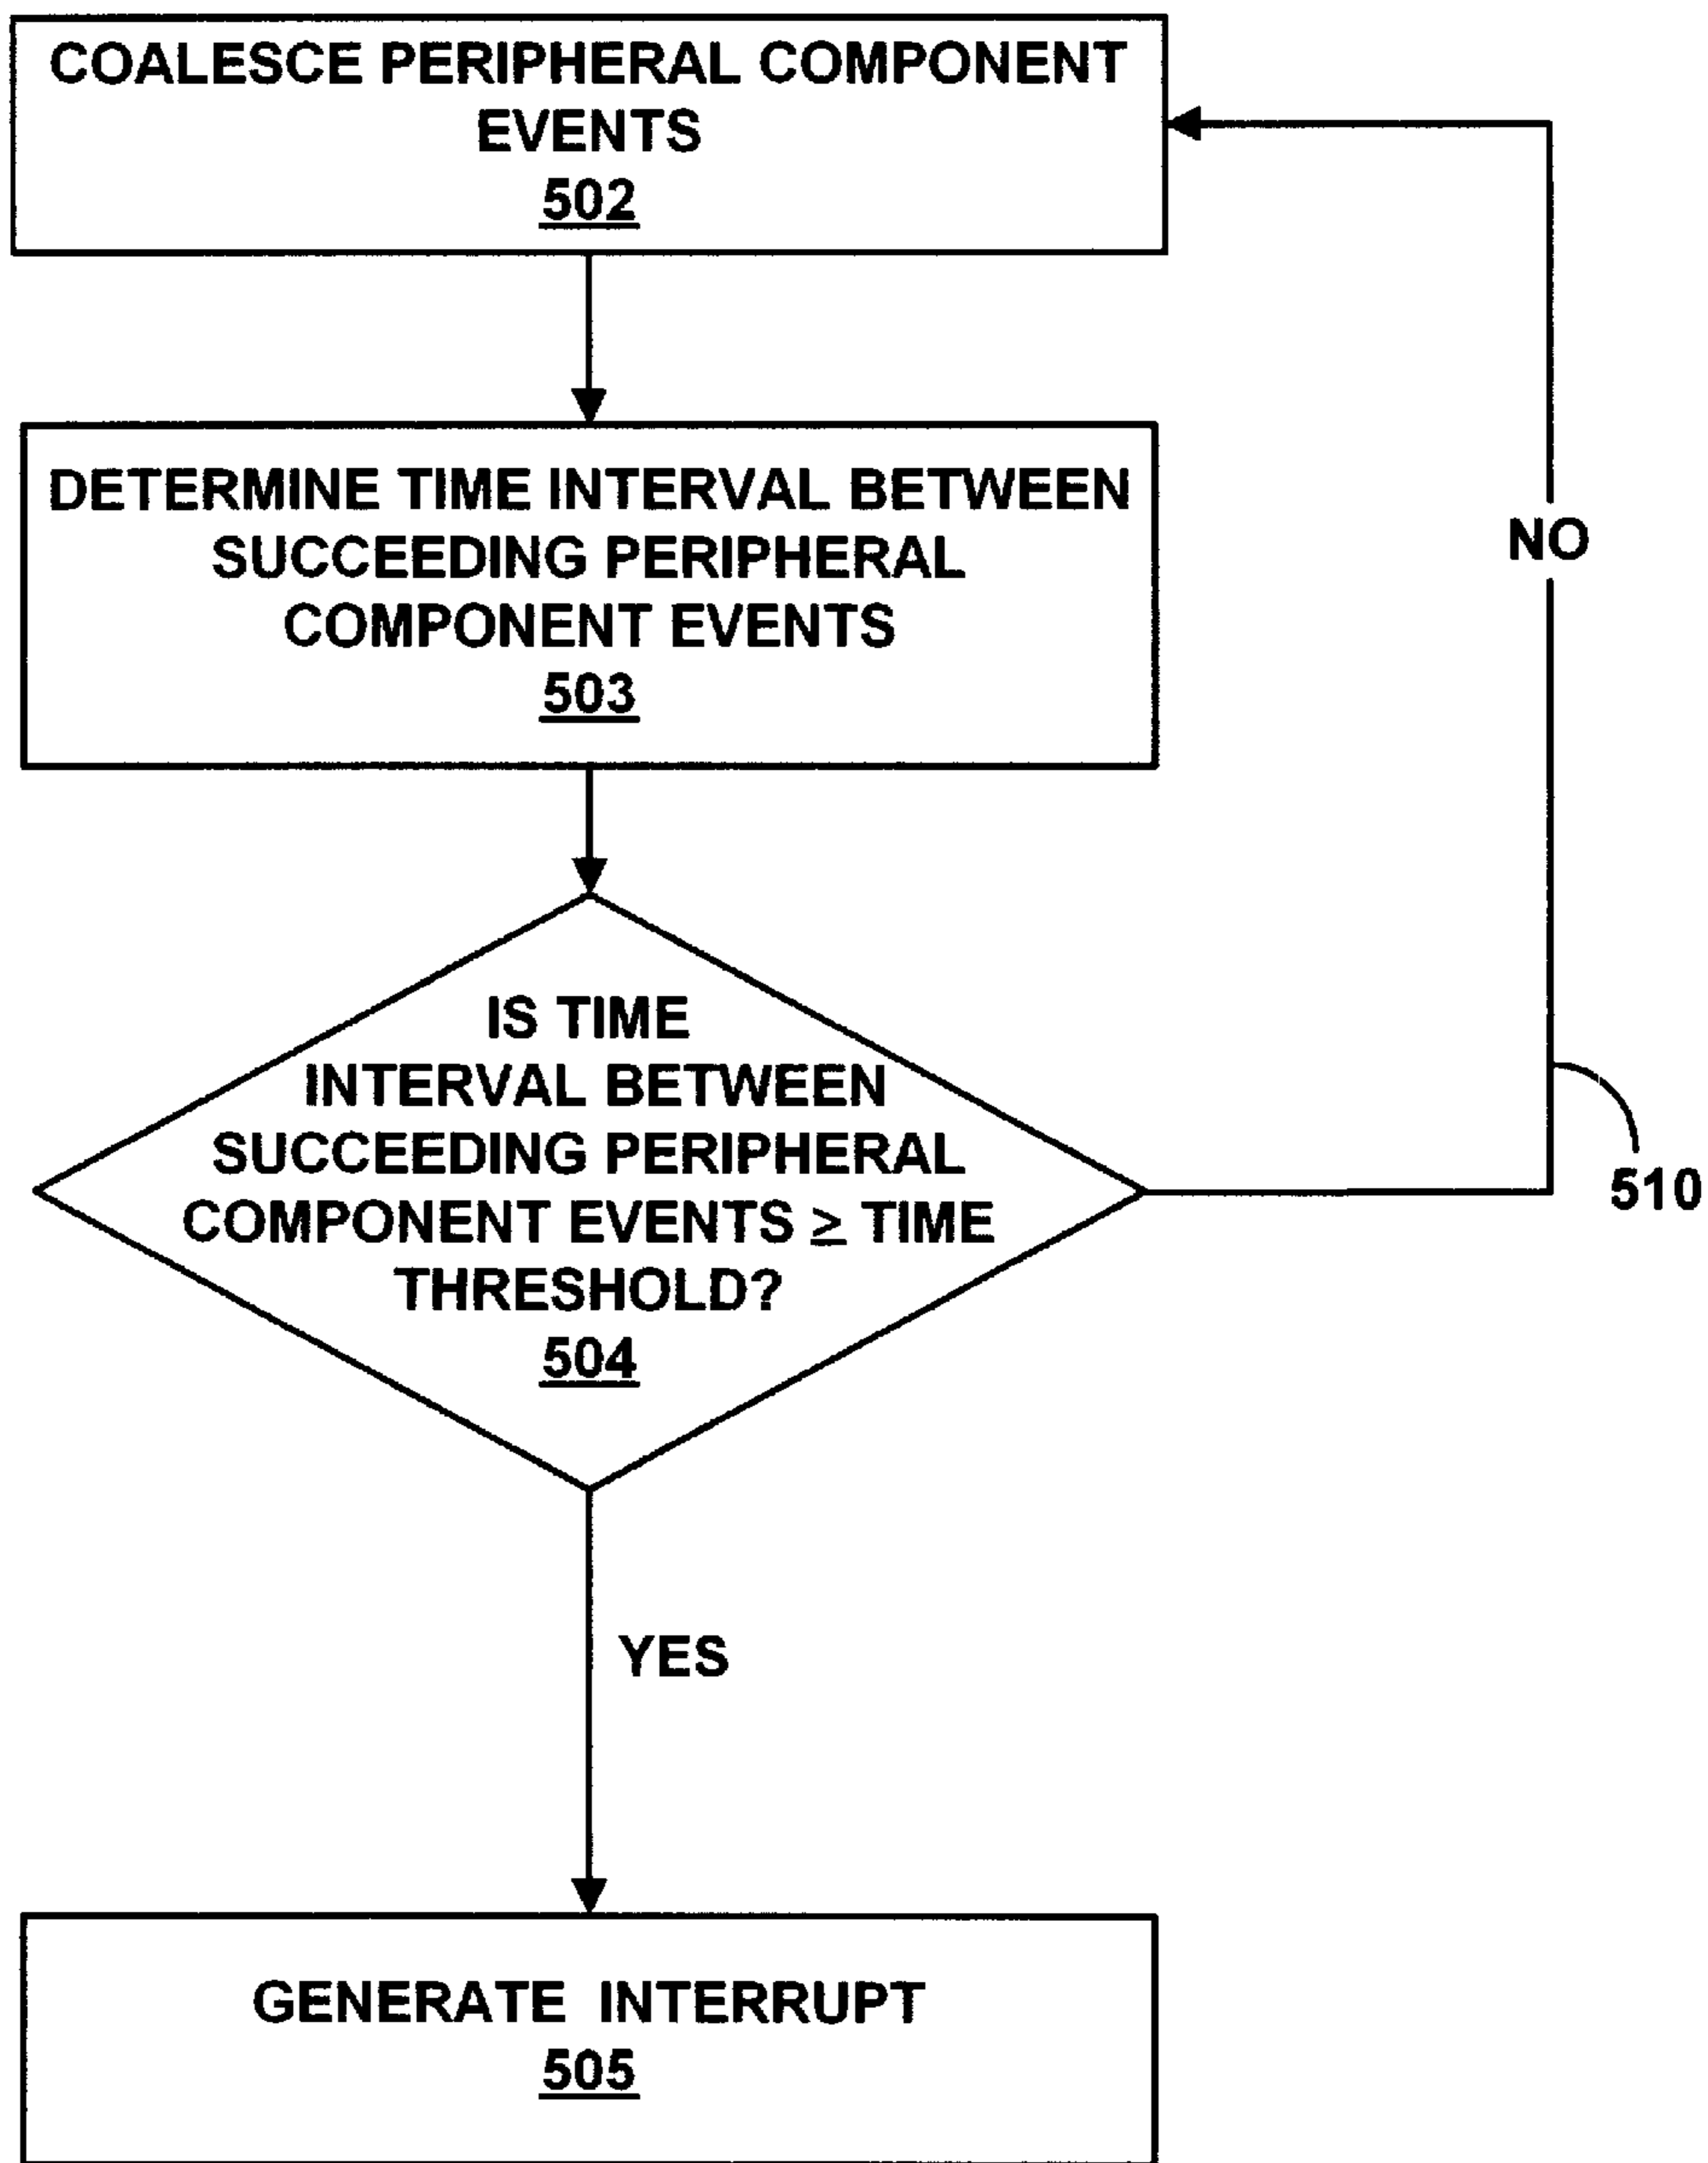 COALESCE PERIPHERAL COMPONENT
EVENTS
502
DETERMINE TIME INTERVAL BETWEEN
SUCCEEDING PERIPHERAL
COMPONENT EVENTS
503
NO
IS TIME
INTERVAL BETWEEN
SUCCEEDING PERIPHERAL
COMPONENT EVENTS ≥ TIME
THRESHOLD?
504
510
YES
GENERATE INTERRUPT
505